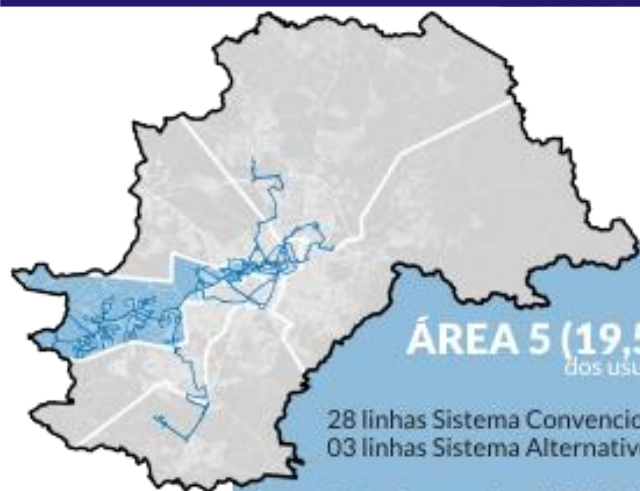 ÁREA 5 (19,5
dos usu
28 linhas Sistema Convencio
03 linhas Sistema Alternativ